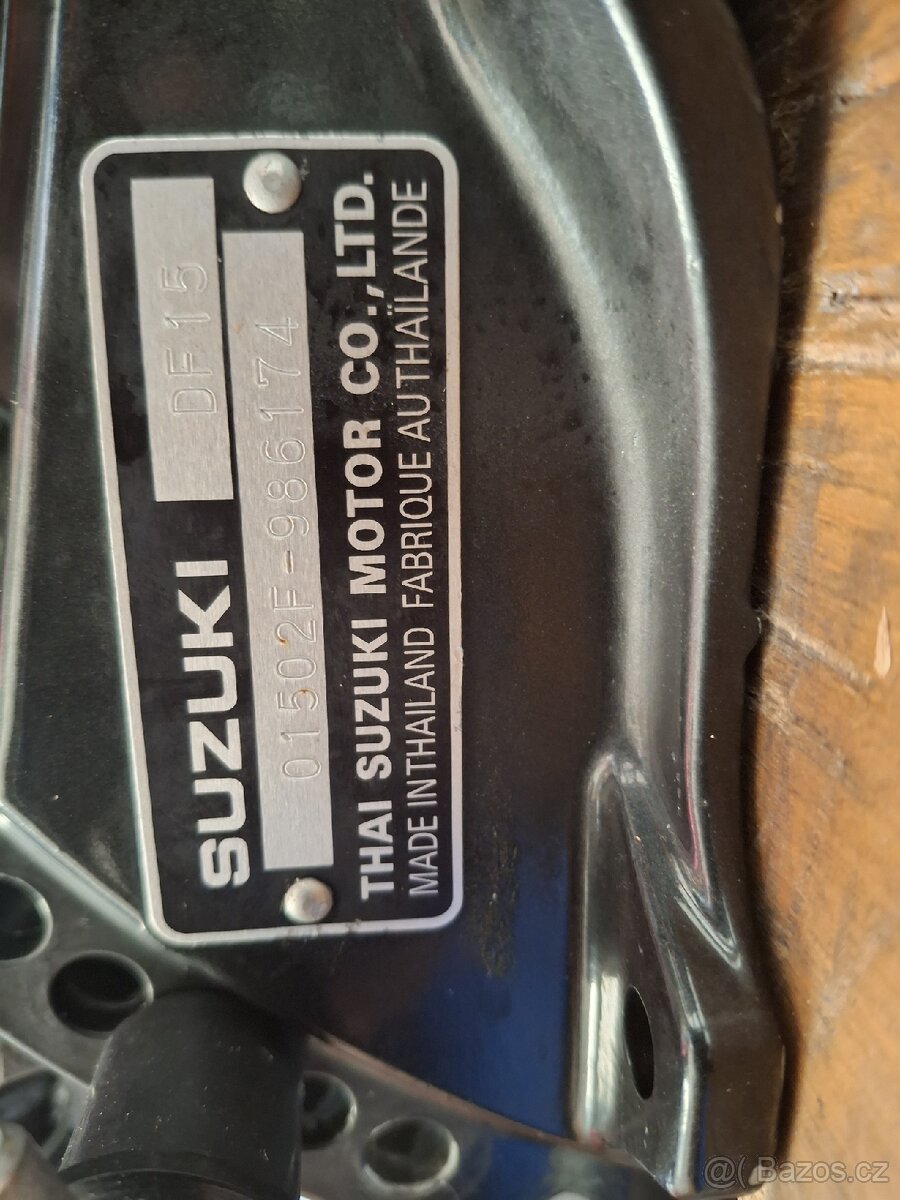 SUZUKI DF15
01502F-986174
THAI SUZUKI MOTOR CO.,LTD.
MADE IN THAILAND FABRIQUE AU THAÏLANDE
@( Bazos.cz